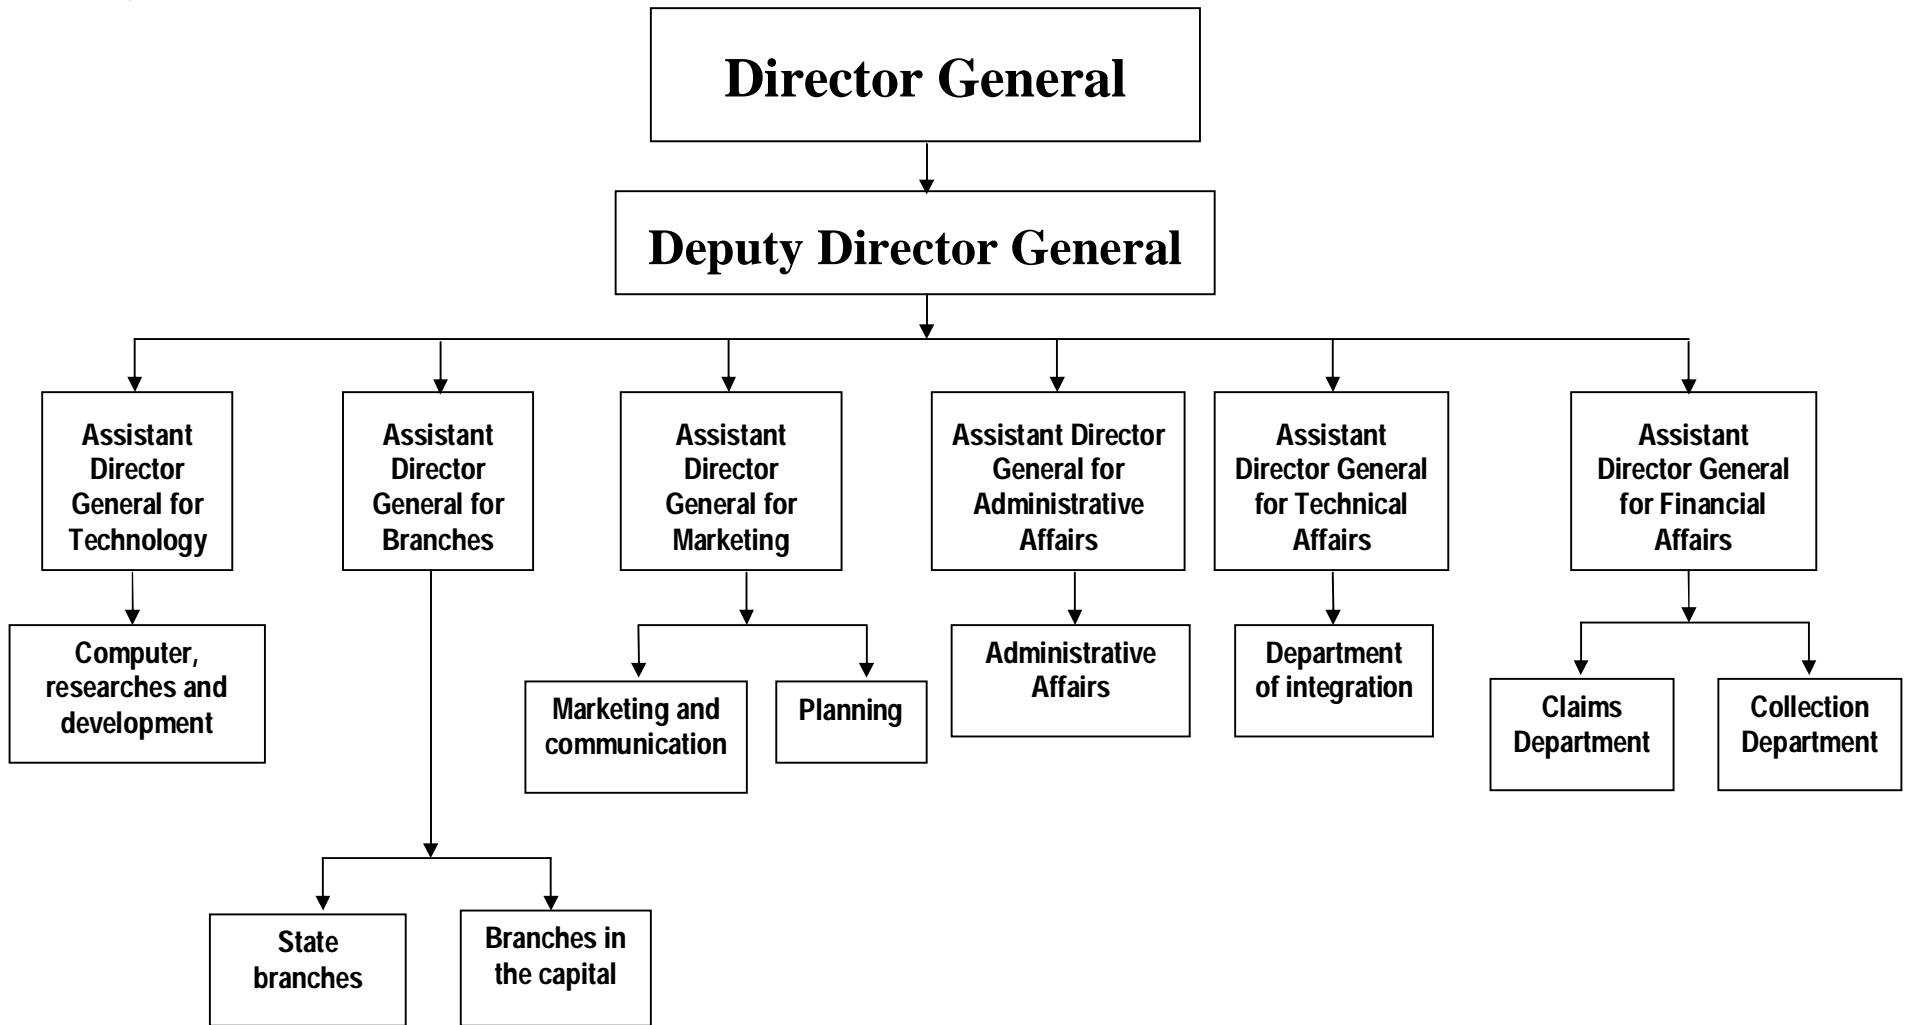 Director General
Deputy Director General
Assistant
Director
General for
Technology
Assistant
Director
General for
Branches
Assistant
Director
General for
Marketing
Assistant Director
General for
Administrative
Affairs
Assistant
Director General
for Technical
Affairs
Assistant
Director General
for Financial
Affairs
Computer,
researches and
development
Marketing and
communication
Planning
Administrative
Affairs
Department
of integration
Claims
Department
Collection
Department
State
branches
Branches in
the capital